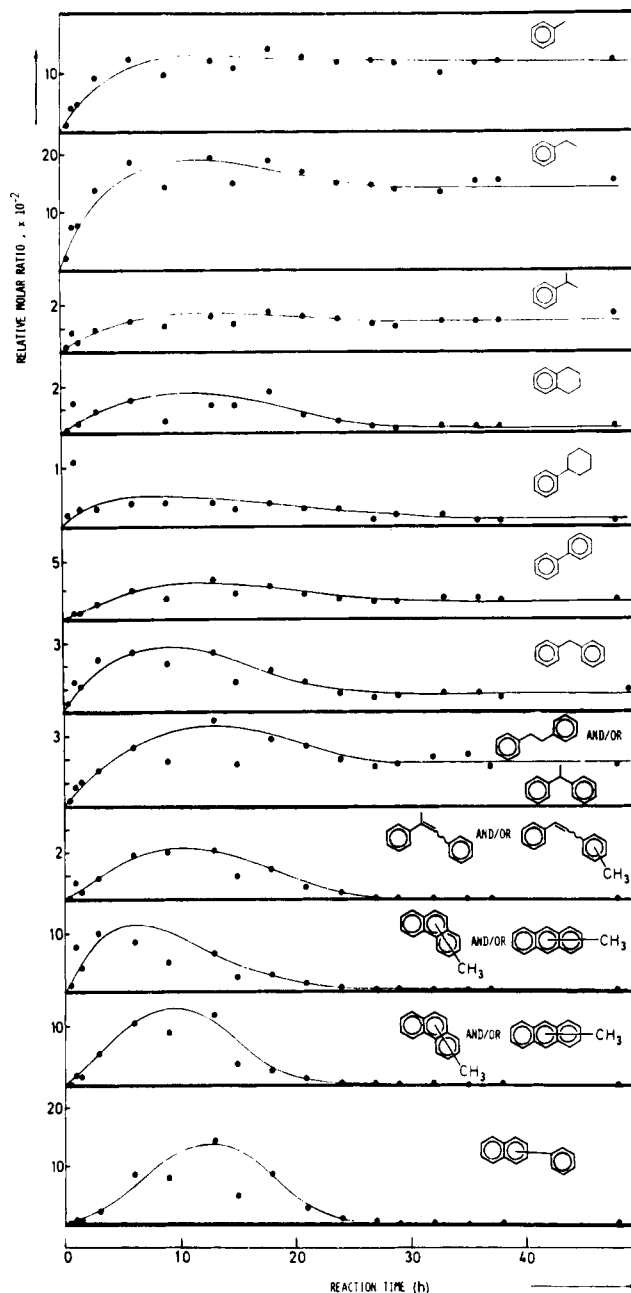 10
20
10
RELATIVE MOLAR RATIO, x 10⁻²
2
2
1
5
3
3
AND/OR
2
AND/OR
CH₃
10
AND/OR
CH₃
CH₃
10
AND/OR
CH₃
CH₃
20
10
0 10 20 30 40
REACTION TIME (h)